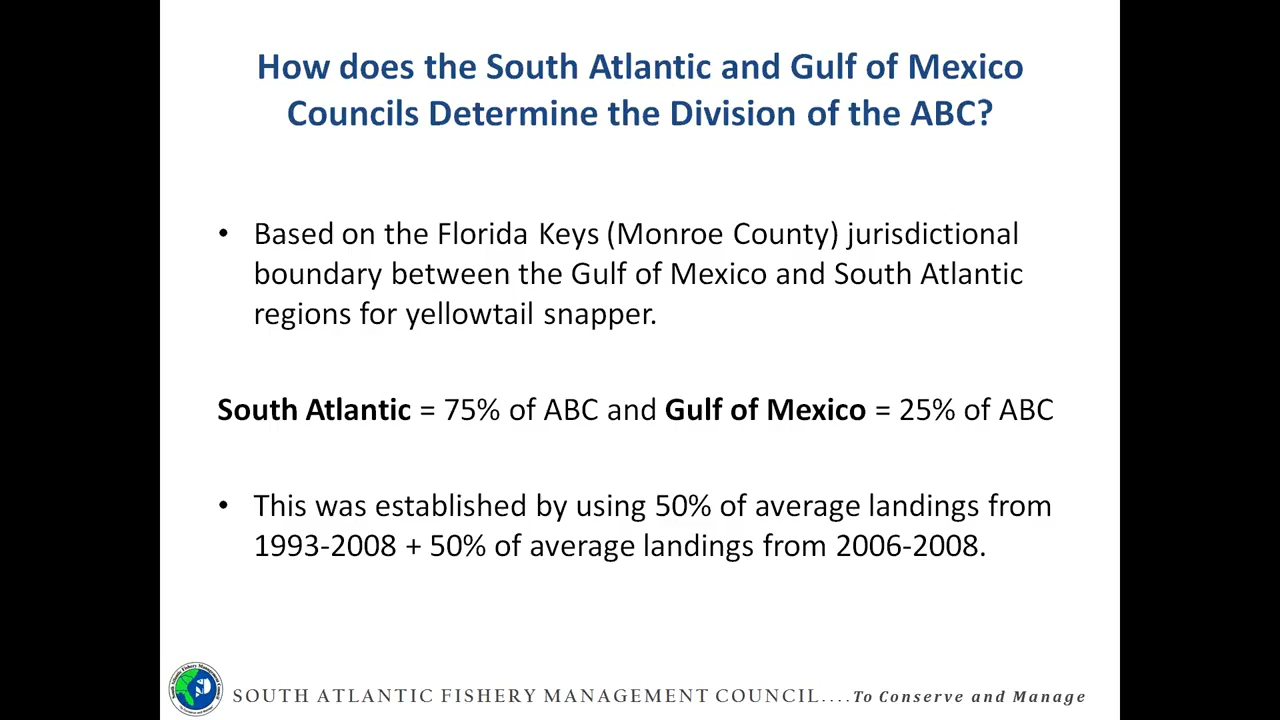 How does the South Atlantic and Gulf of Mexico
Councils Determine the Division of the ABC?
• Based on the Florida Keys (Monroe County) jurisdictional
boundary between the Gulf of Mexico and South Atlantic
regions for yellowtail snapper.
South Atlantic = 75% of ABC and Gulf of Mexico = 25% of ABC
• This was established by using 50% of average landings from
1993-2008 + 50% of average landings from 2006-2008.
SOUTH ATLANTIC FISHERY MANAGEMENT COUNCIL....To Conserve and Manage